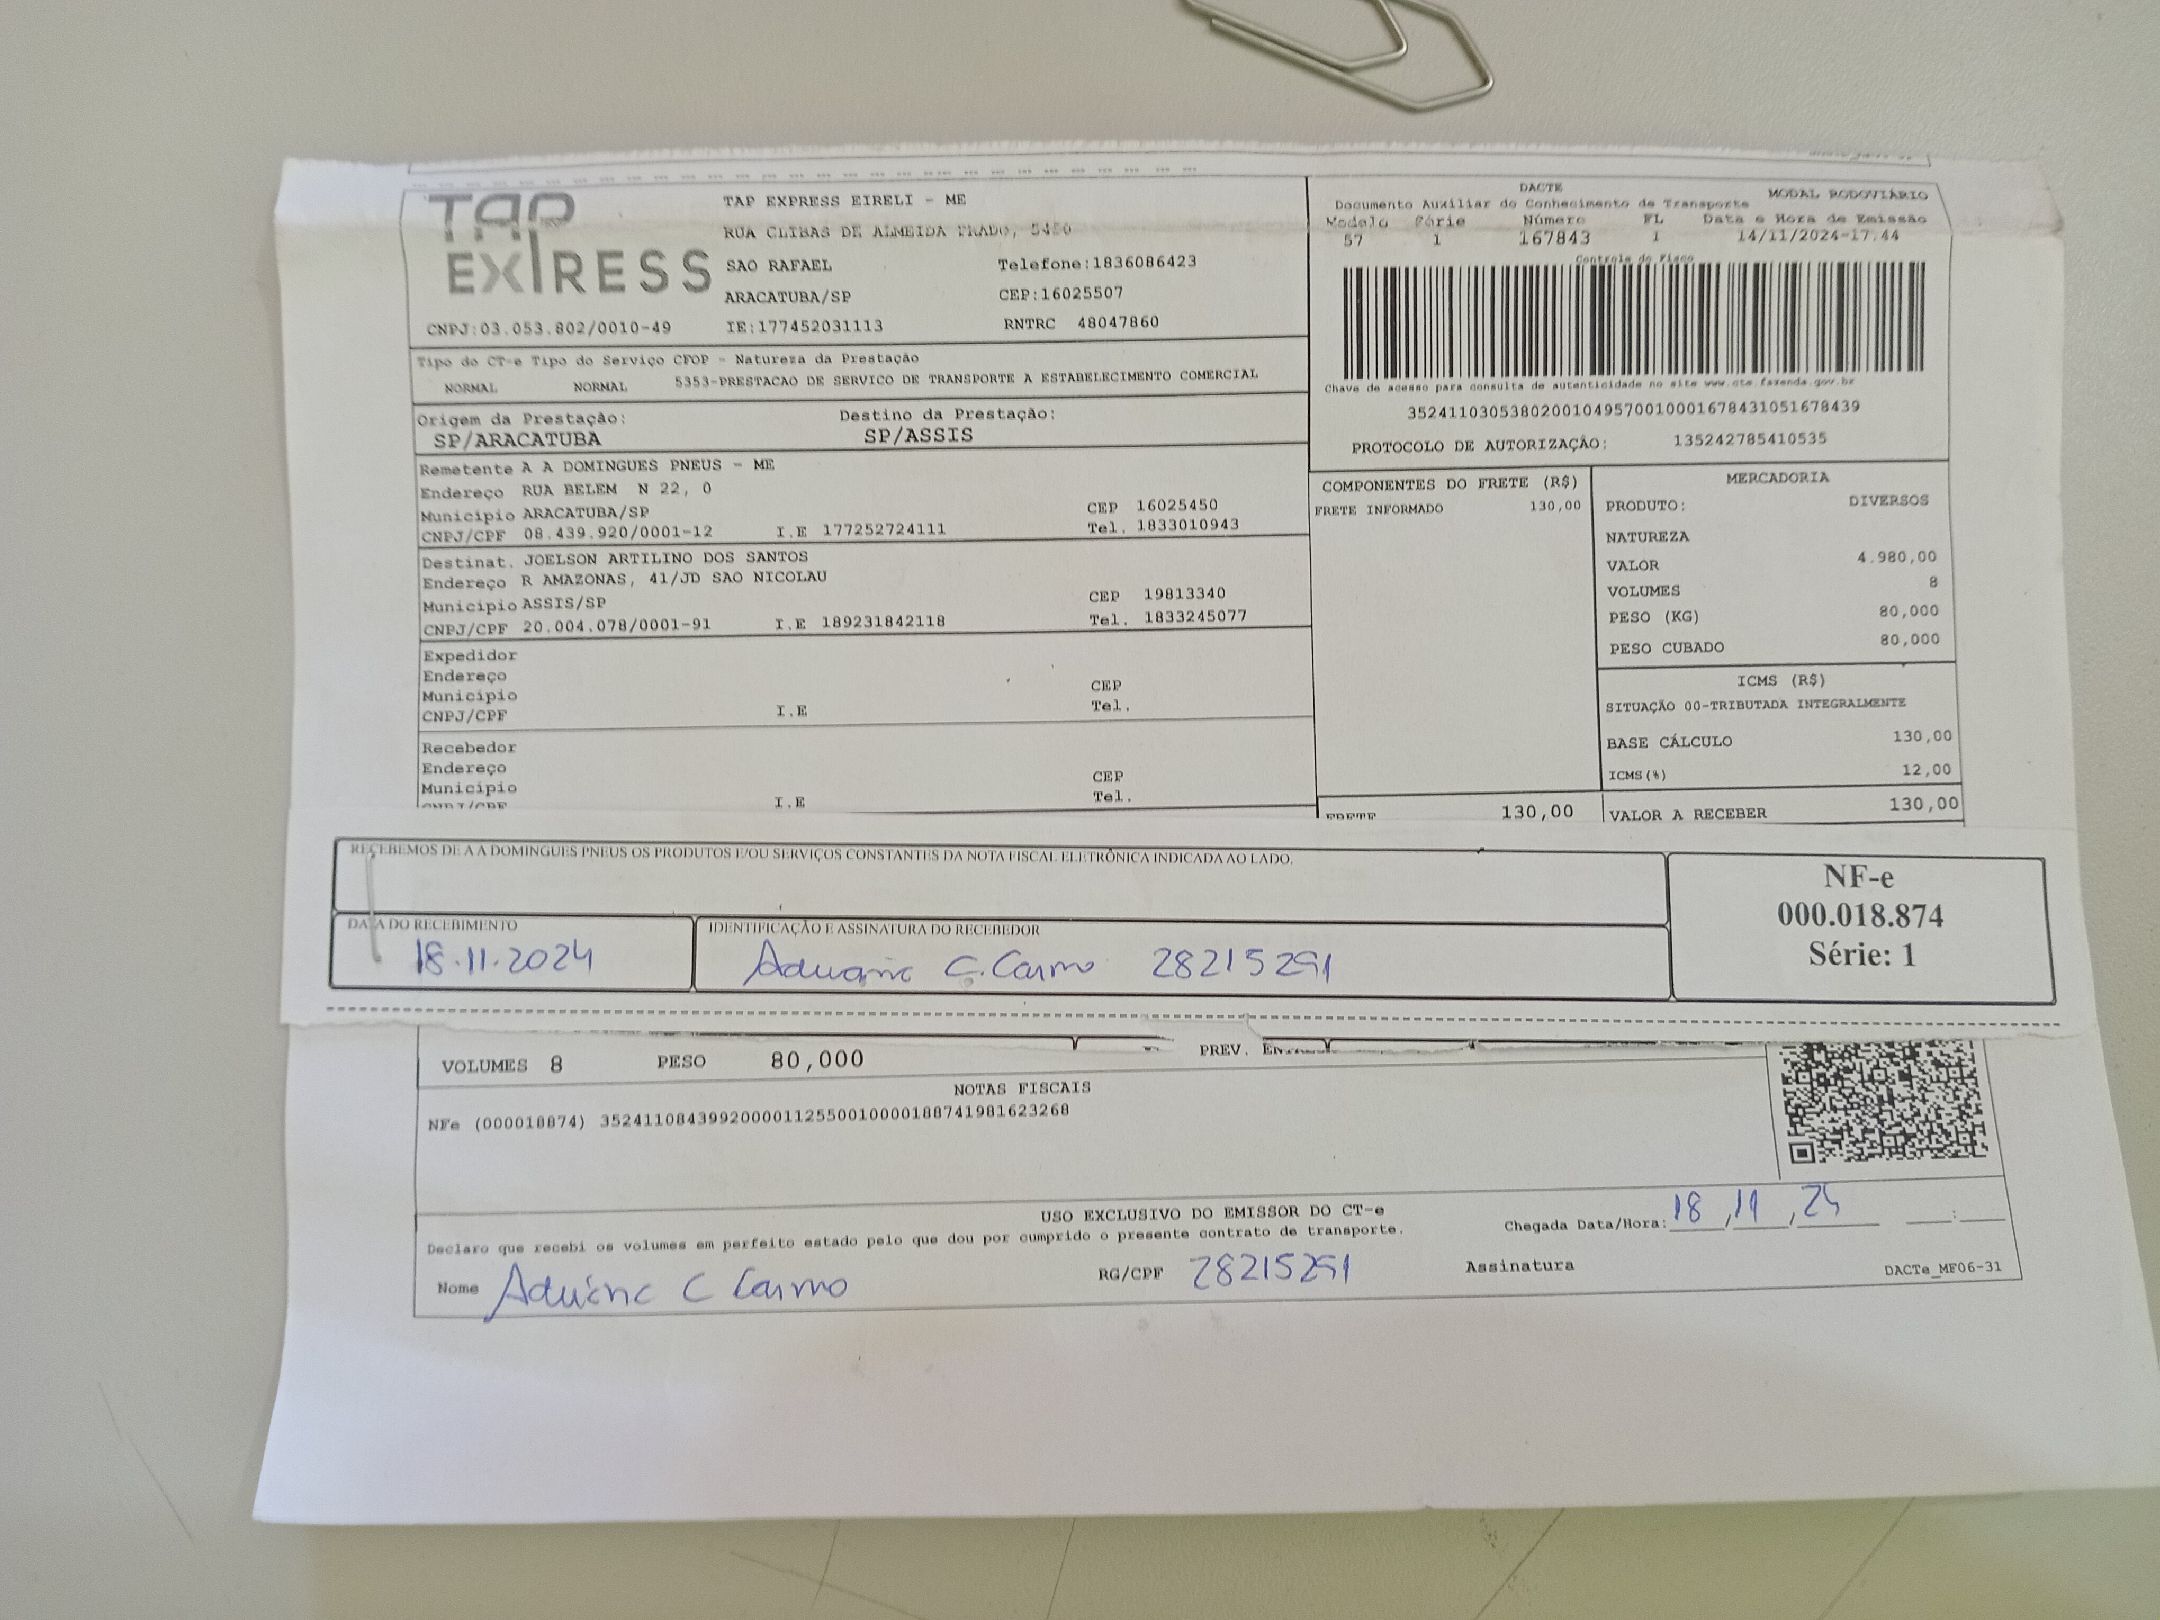 TAP
EXPRESS
TAP EXPRESS EIRELI - ME
RUA CLIBAS DE ALMEIDA PRADO, 5450
SAO RAFAEL Telefone:1836086423
ARACATUBA/SP CEP:16025507
CNPJ:03.053.802/0010-49 IE:177452031113 RNTRC 48047860
DACTE MODAL RODOVIÁRIO
Documento Auxiliar do Conhecimento de Transporte
Modelo Série Número FL Data e Hora de Emissão
57 1 167843 1 14/11/2024-17.44
Controle do Fisco
Chave de acesso para consulta de autenticidade no site www.cte.fazenda.gov.br
35241103053802001049570010001678431051678439
PROTOCOLO DE AUTORIZAÇÃO: 135242785410535
Tipo do CT-e Tipo do Serviço CFOP - Natureza da Prestação
NORMAL NORMAL 5353-PRESTACAO DE SERVICO DE TRANSPORTE A ESTABELECIMENTO COMERCIAL
Origem da Prestação: Destino da Prestação:
SP/ARACATUBA SP/ASSIS
Remetente A A DOMINGUES PNEUS - ME
Endereço RUA BELEM N 22, 0
Município ARACATUBA/SP CEP 16025450
CNPJ/CPF 08.439.920/0001-12 I.E 177252724111 Tel. 1833010943
Destinat. JOELSON ARTILINO DOS SANTOS
Endereço R AMAZONAS, 41/JD SAO NICOLAU
Município ASSIS/SP CEP 19813340
CNPJ/CPF 20.004.078/0001-91 I.E 189231842118 Tel. 1833245077
Expedidor
Endereço
Município CEP
CNPJ/CPF I.E Tel.
Recebedor
Endereço
Município CEP
CNPJ/CPF I.E Tel.
COMPONENTES DO FRETE (R$)
FRETE INFORMADO 130,00
FRETE 130,00
MERCADORIA
PRODUTO: DIVERSOS
NATUREZA
VALOR 4.980,00
VOLUMES 8
PESO (KG) 80,000
PESO CUBADO 80,000
ICMS (R$)
SITUAÇÃO 00-TRIBUTADA INTEGRALMENTE
BASE CÁLCULO 130,00
ICMS(%) 12,00
VALOR A RECEBER 130,00
RECEBEMOS DE A A DOMINGUES PNEUS OS PRODUTOS E/OU SERVIÇOS CONSTANTES DA NOTA FISCAL ELETRÔNICA INDICADA AO LADO.
DATA DO RECEBIMENTO IDENTIFICAÇÃO E ASSINATURA DO RECEBEDOR
18.11.2024 Adriana C. Carmo 28215291
NF-e
000.018.874
Série: 1
VOLUMES 8 PESO 80,000 PREV.
NOTAS FISCAIS
NFe (000018874) 35241108439920000112550010000188741981623268
USO EXCLUSIVO DO EMISSOR DO CT-e
Declaro que recebi os volumes em perfeito estado pelo que dou por cumprido o presente contrato de transporte.
Chegada Data/Hora: 18 , 11 , 24 :
Nome Adriana C Carmo RG/CPF 28215291 Assinatura
DACTe_MF06-31